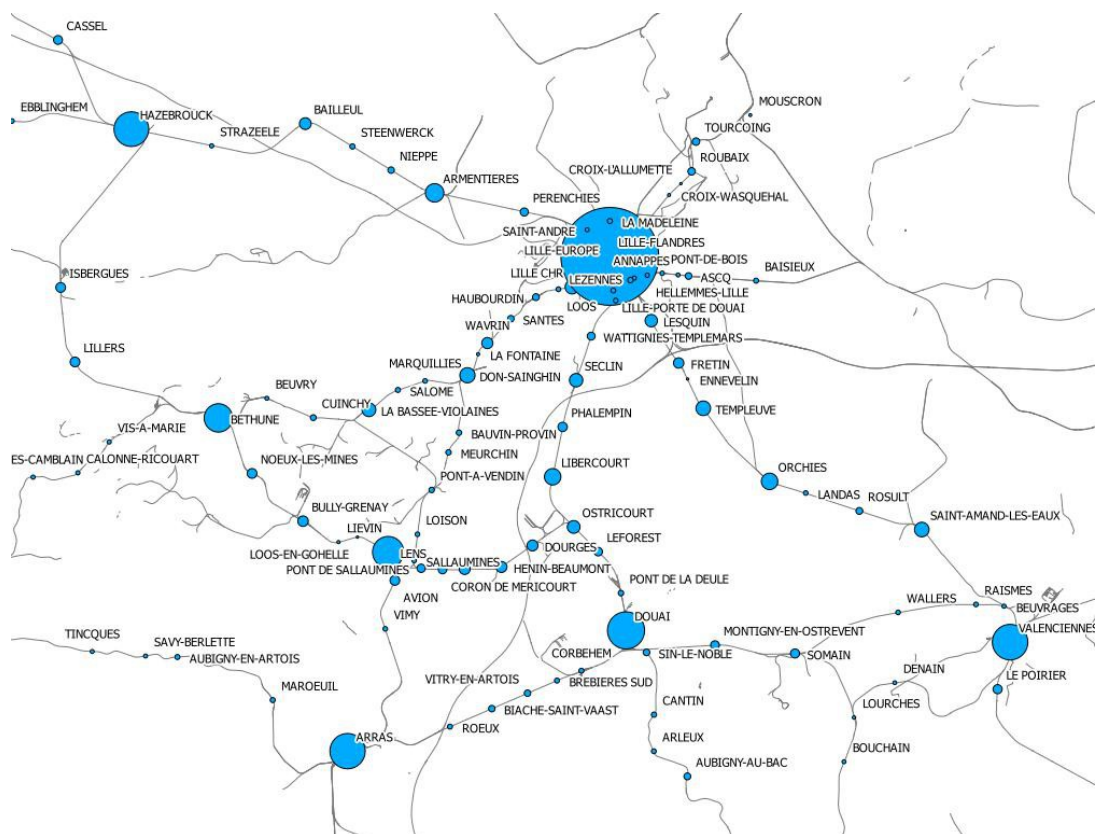 CASSEL
EBBLINGHEM
HAZEBROUCK
STRAZEELE
BAILLEUL
STEENWERCK
NIEPPE
ARMENTIERES
PERENCHIES
MOUSCRON
TOURCOING
ROUBAIX
CROIX-L'ALLUMETTE
CROIX-WASQUEHAL
LA MADELEINE
SAINT-ANDRE
LILLE-FLANDRES
LILLE-EUROPE
ANNAPPES
PONT-DE-BOIS
BAISIEUX
LILLE CHR
LEZENNES
ASCQ
HELLEMMES-LILLE
HAUBOURDIN
LOOS
LILLE-PORTE DE DOUAI
SANTES
LESQUIN
ISBERGUES
WAVRIN
WATTIGNIES-TEMPLEMARS
LA FONTAINE
LILLERS
MARQUILLIES
SECLIN
FRETIN
DON-SAINGHIN
ENNEVELIN
SALOME
BEUVRY
CUINCHY
LA BASSEE-VIOLAINES
TEMPLEUVE
BETHUNE
PHALEMPIN
VIS-A-MARIE
BAUVIN-PROVIN
MEURCHIN
ES-CAMBLAIN
CALONNE-RICOUART
NOEUX-LES-MINES
PONT-A-VENDIN
LIBERCOURT
ORCHIES
LANDAS
ROSULT
BULLY-GRENAY
SAINT-AMAND-LES-EAUX
LIEVIN
LOISON
OSTRICOURT
LEFOREST
LOOS-EN-GOHELLE
LENS
DOURGES
SALLAUMINES
PONT DE SALLAUMINES
HENIN-BEAUMONT
CORON DE MERICOURT
AVION
PONT DE LA DEULE
VIMY
WALLERS
RAISMES
BEUVRAGES
DOUAI
VALENCIENNES
TINCQUES
SAVY-BERLETTE
MONTIGNY-EN-OSTREVENT
AUBIGNY-EN-ARTOIS
CORBEHEM
SIN-LE-NOBLE
SOMAIN
DENAIN
LE POIRIER
MAROEUIL
VITRY-EN-ARTOIS
BREBIERES SUD
CANTIN
LOURCHES
BIACHE-SAINT-VAAST
ROEUX
ARRAS
ARLEUX
BOUCHAIN
AUBIGNY-AU-BAC